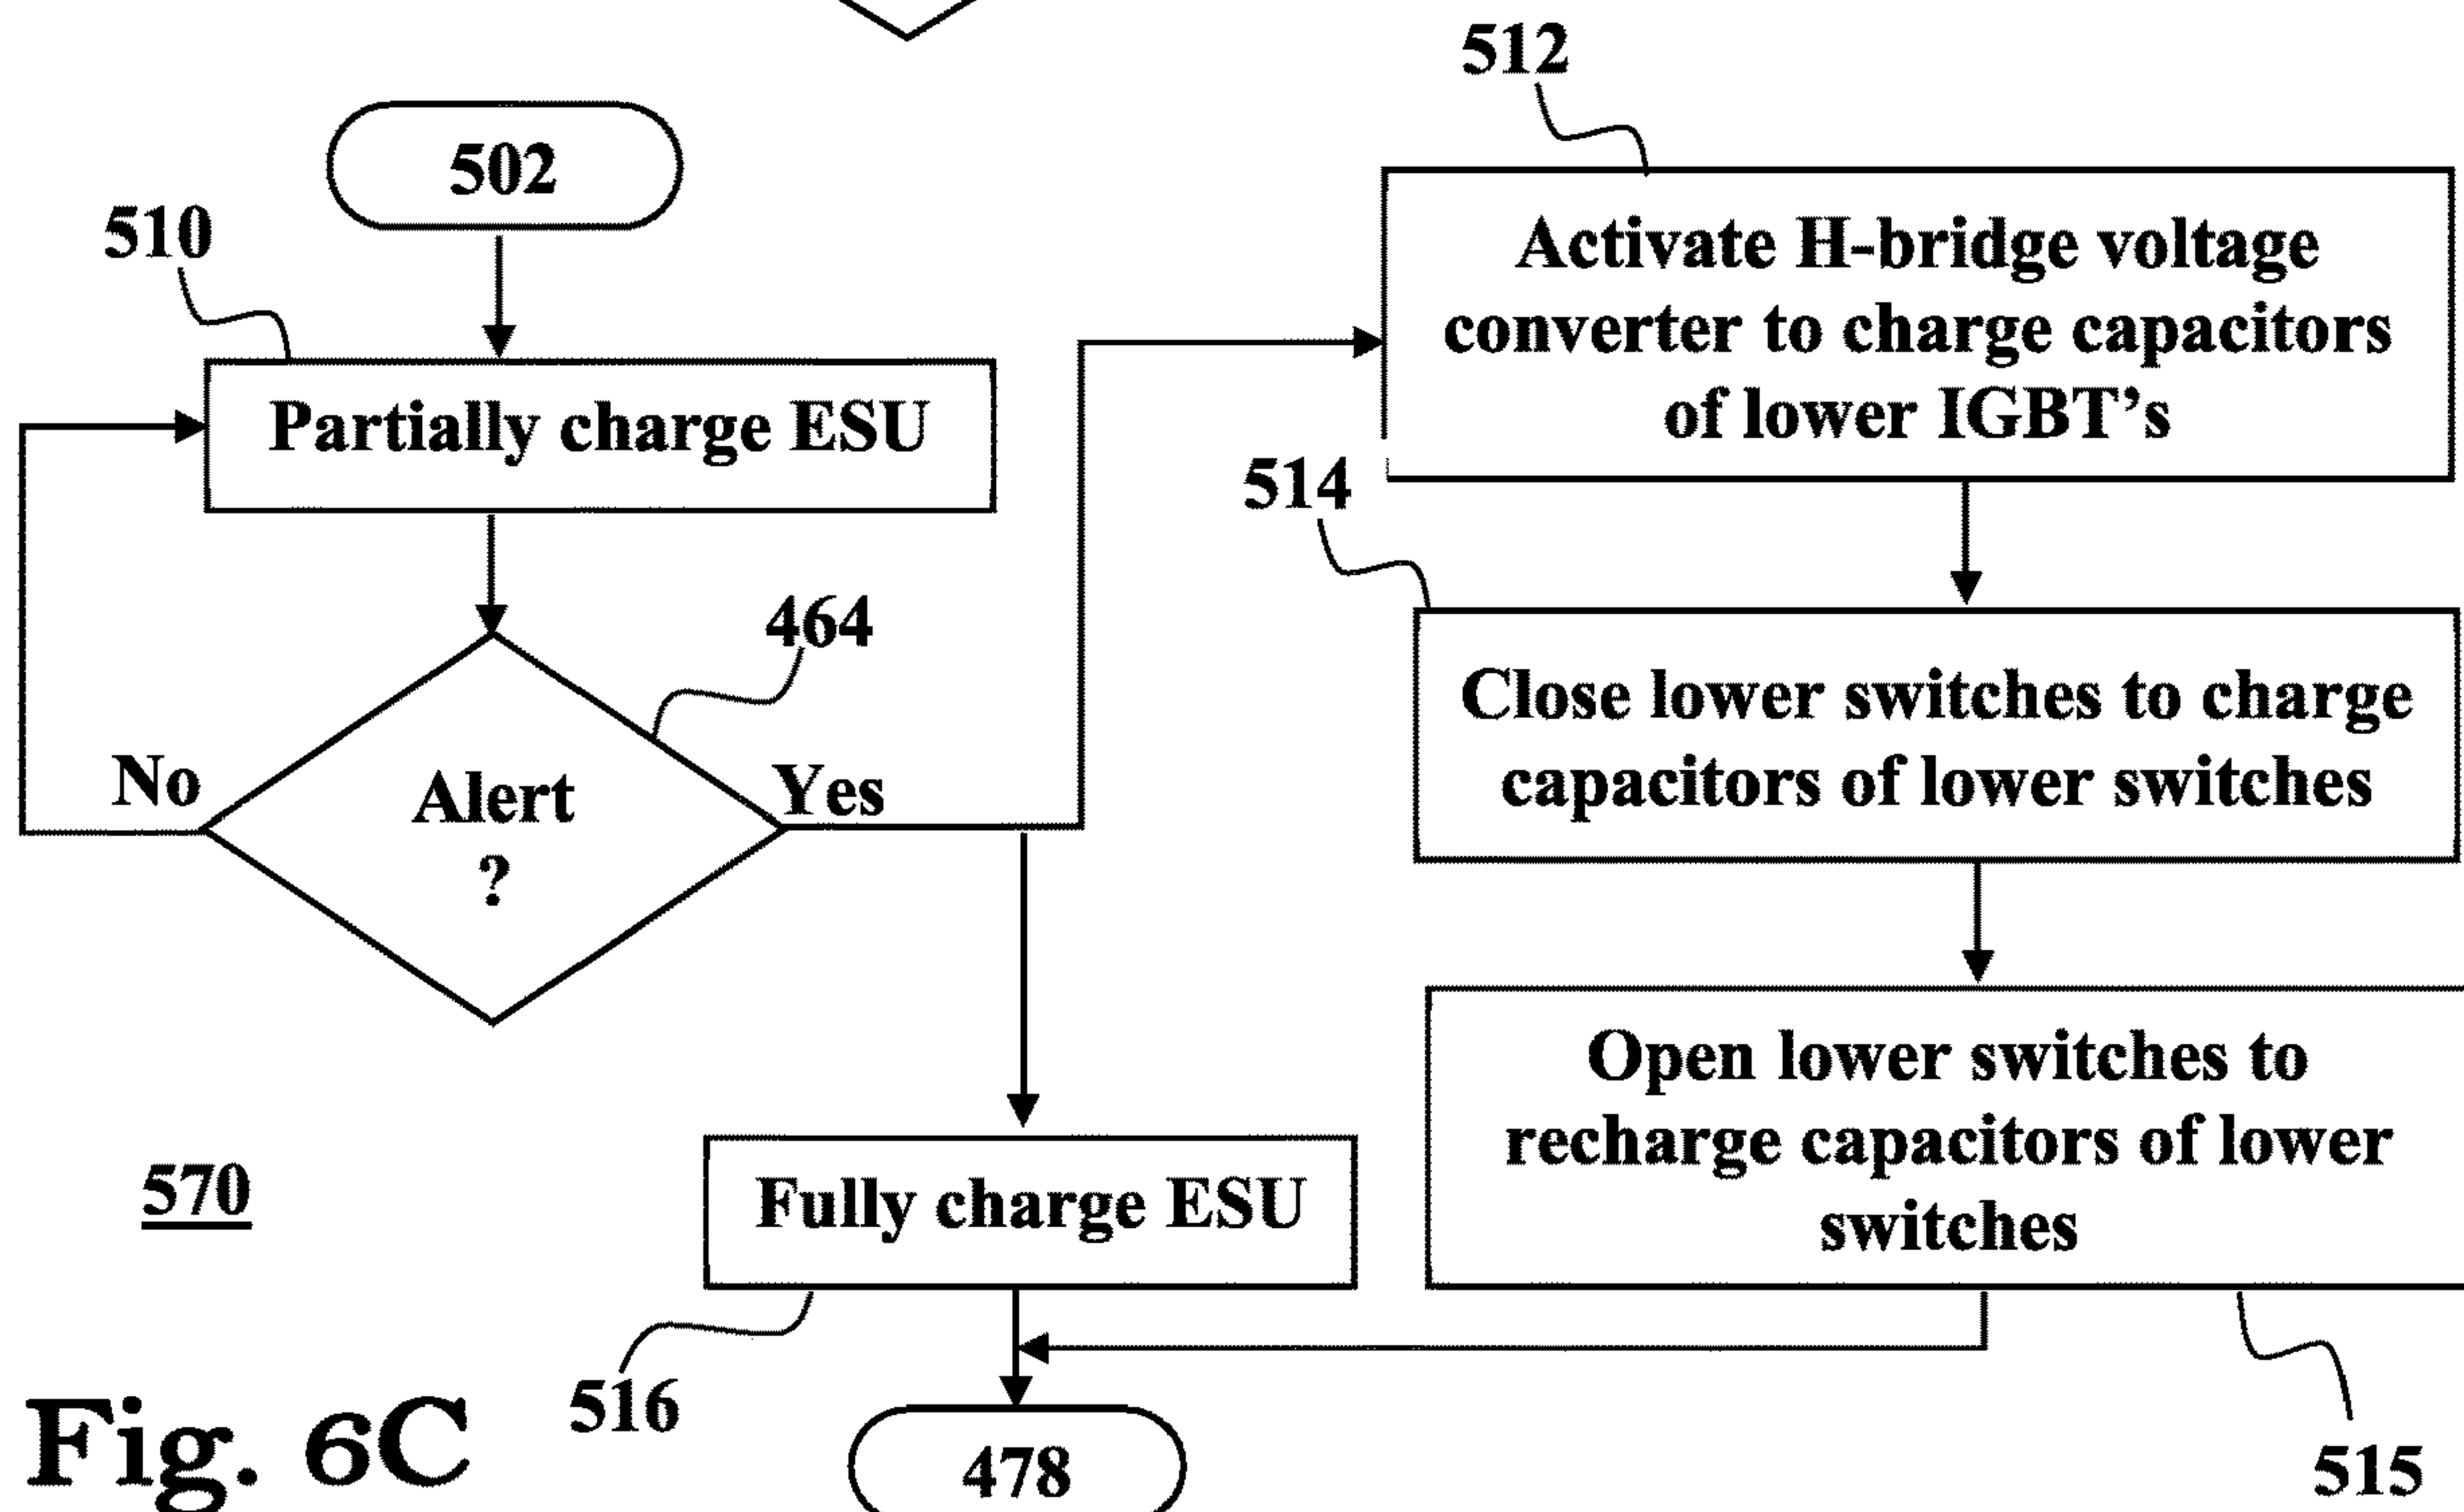 512
502
510
Activate H-bridge voltage
converter to charge capacitors
of lower IGBT's
Partially charge ESU
514
464
Close lower switches to charge
capacitors of lower switches
No
Alert
?
Yes
Open lower switches to
recharge capacitors of lower
switches
570
Fully charge ESU
516
478
515
Fig. 6C